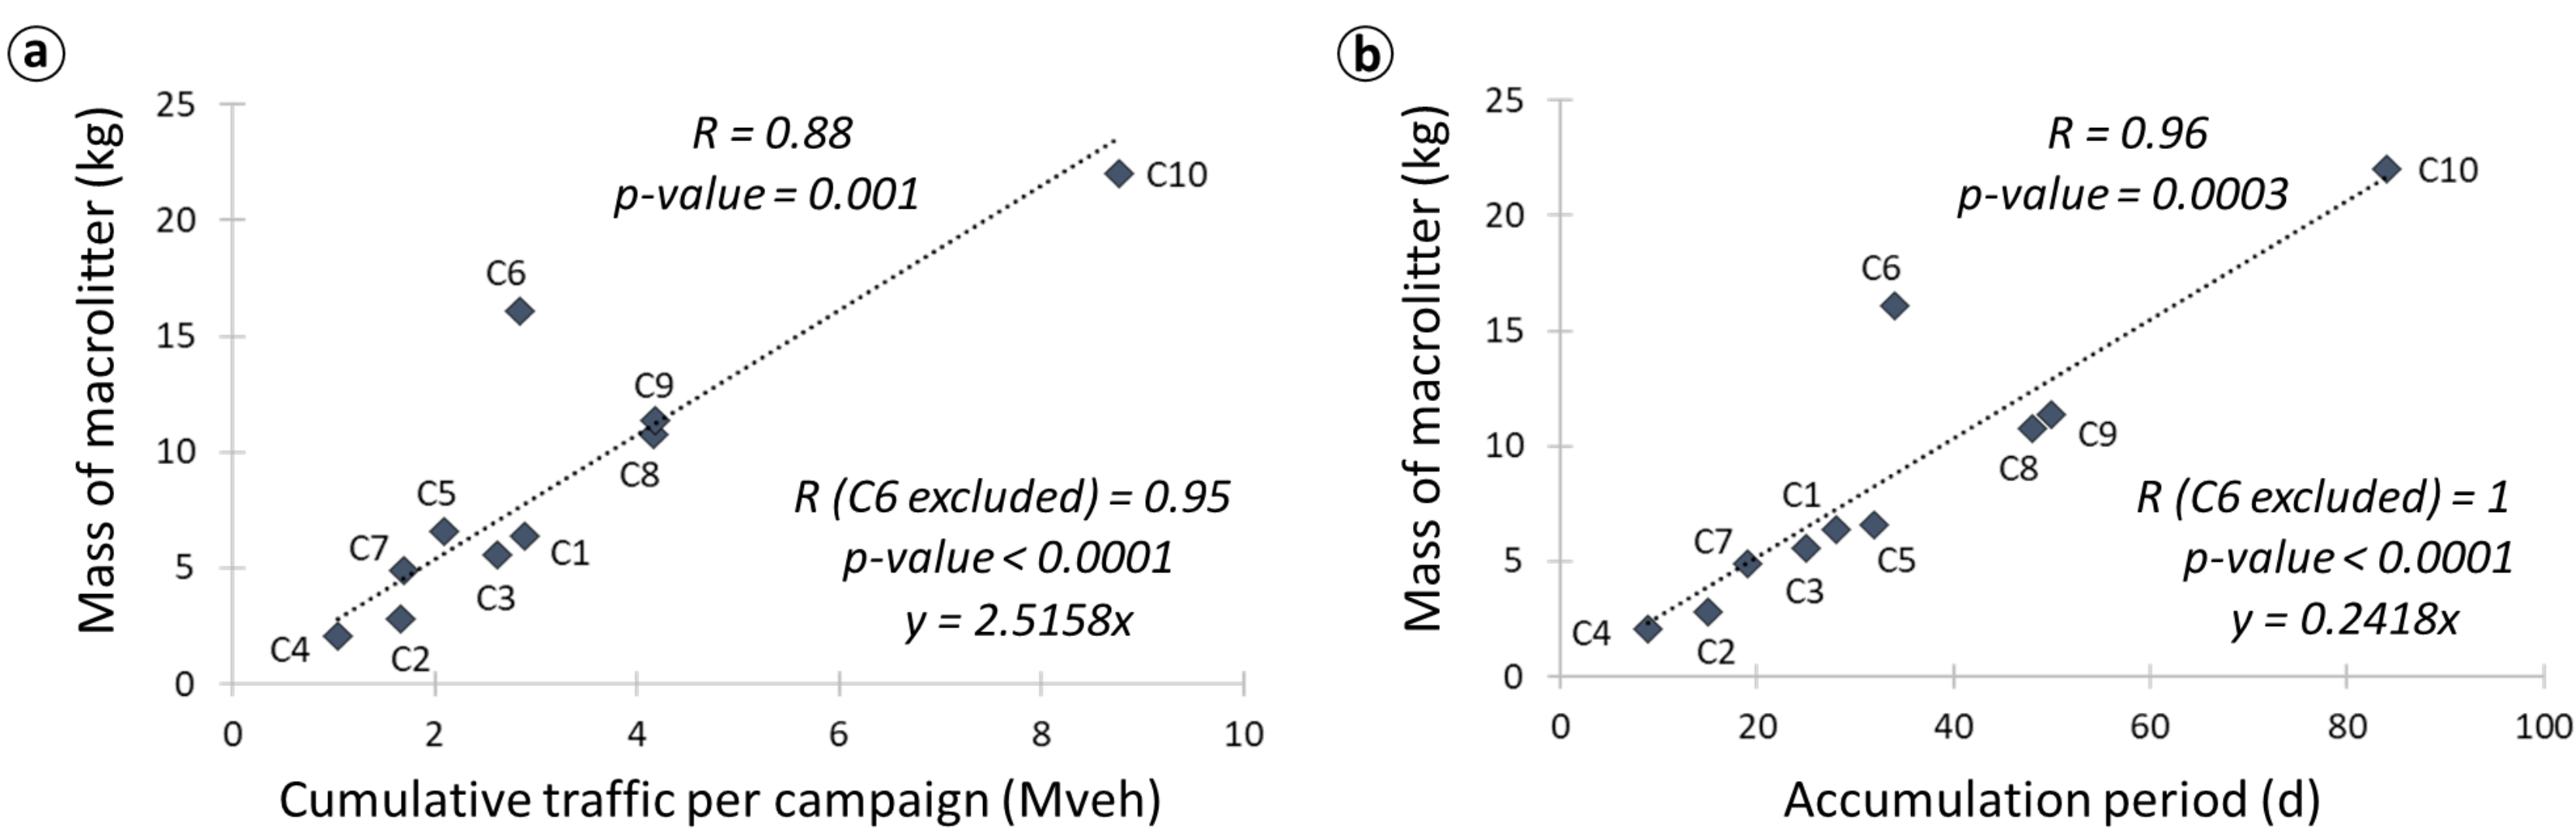 a
Mass of macrolitter (kg)
25
20
15
10
5
0
0 2 4 6 8 10
Cumulative traffic per campaign (Mveh)
R = 0.88
p-value = 0.001
C10
C6
C9
C8
C5
C7
C1
C3
C4
C2
R (C6 excluded) = 0.95
p-value < 0.0001
y = 2.5158x
b
Mass of macrolitter (kg)
25
20
15
10
5
0
0 20 40 60 80 100
Accumulation period (d)
R = 0.96
p-value = 0.0003
C10
C6
C9
C8
C1
C7
C5
C3
C4
C2
R (C6 excluded) = 1
p-value < 0.0001
y = 0.2418x